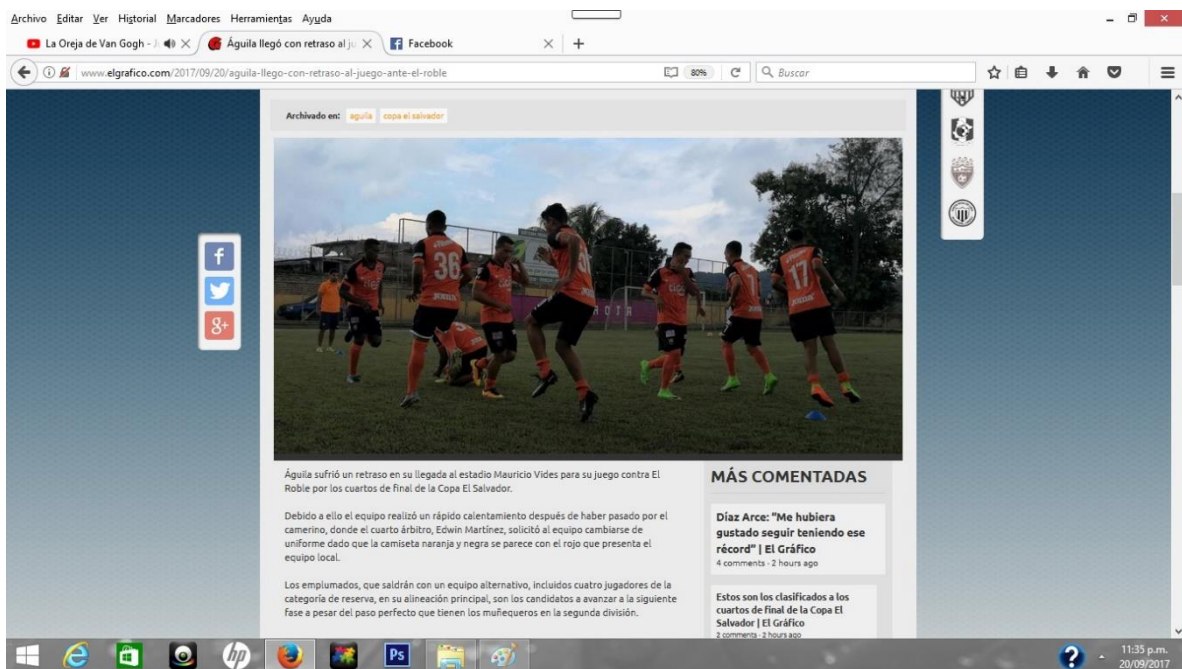 Archivo Editar Ver Historial Marcadores Herramientas Ayuda
La Oreja de Van Gogh - J
Águila llegó con retraso al ju
Facebook
www.elgrafico.com/2017/09/20/aguila-llego-con-retraso-al-juego-ante-el-roble
80%
Buscar
Archivado en: aguila copa el salvador
36
17
tigo
Águila sufrió un retraso en su llegada al estadio Mauricio Vides para su juego contra El
Roble por los cuartos de final de la Copa El Salvador.
Debido a ello el equipo realizó un rápido calentamiento después de haber pasado por el
camerino, donde el cuarto árbitro, Edwin Martínez, solicitó al equipo cambiarse de
uniforme dado que la camiseta naranja y negra se parece con el rojo que presenta el
equipo local.
Los emplumados, que saldrán con un equipo alternativo, incluidos cuatro jugadores de la
categoría de reserva, en su alineación principal, son los candidatos a avanzar a la siguiente
fase a pesar del paso perfecto que tienen los muñequeros en la segunda división.
MÁS COMENTADAS
Díaz Arce: "Me hubiera
gustado seguir teniendo ese
récord" | El Gráfico
4 comments - 2 hours ago
Estos son los clasificados a los
cuartos de final de la Copa El
Salvador | El Gráfico
2 comments - 2 hours ago
hp
Ps
11:35 p.m.
20/09/2017